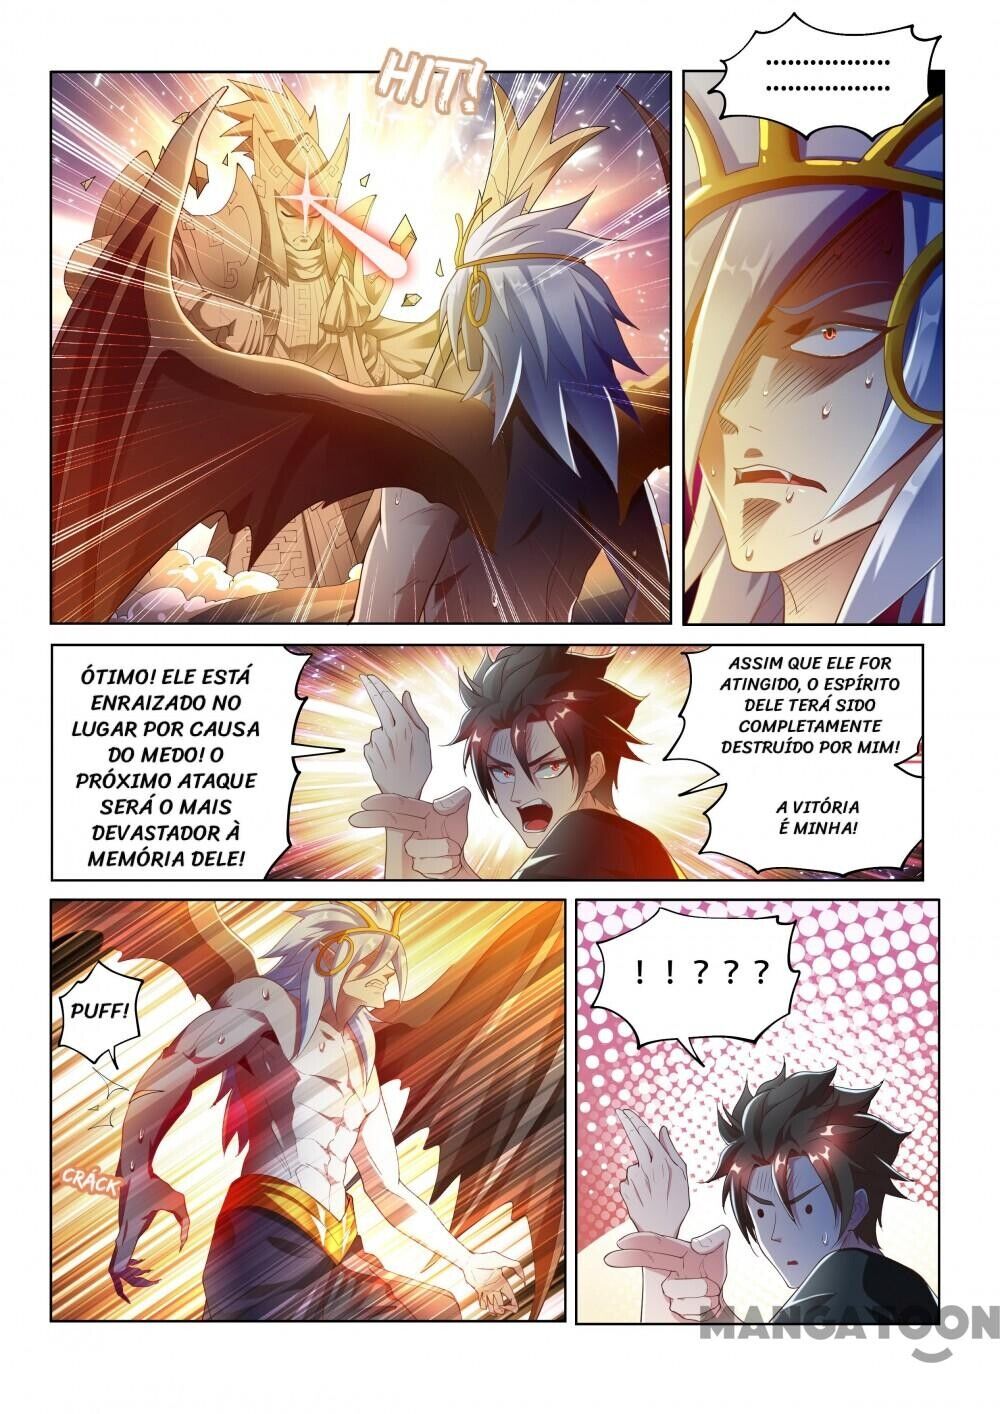 HIT!
..................
..................
ÓTIMO! ELE ESTÁ
ENRAIZADO NO
LUGAR POR CAUSA
DO MEDO! O
PRÓXIMO ATAQUE
SERÁ O MAIS
DEVASTADOR À
MEMÓRIA DELE!
ASSIM QUE ELE FOR
ATINGIDO, O ESPÍRITO
DELE TERÁ SIDO
COMPLETAMENTE
DESTRUÍDO POR MIM!
A VITÓRIA
É MINHA!
PUFF!
CRÁCK
!!???
MANGATOON